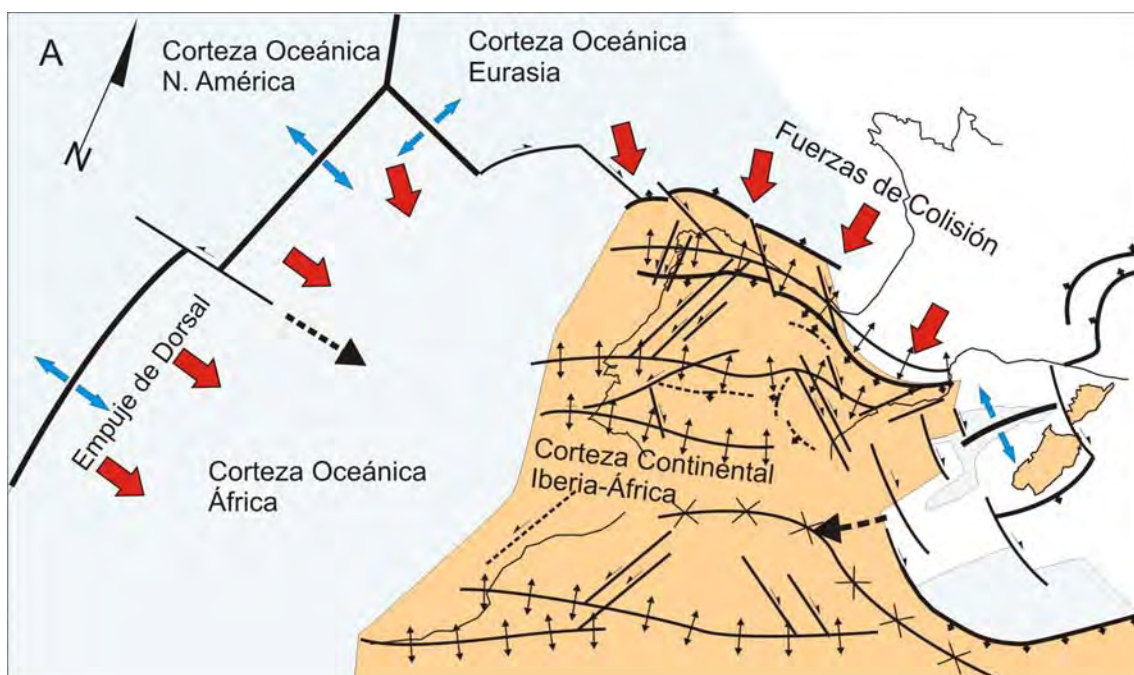 A
N
Corteza Oceánica
N. América
Corteza Oceánica
Eurasia
Fuerzas de Colisión
Empuje de Dorsal
Corteza Oceánica
África
Corteza Continental
Iberia-África